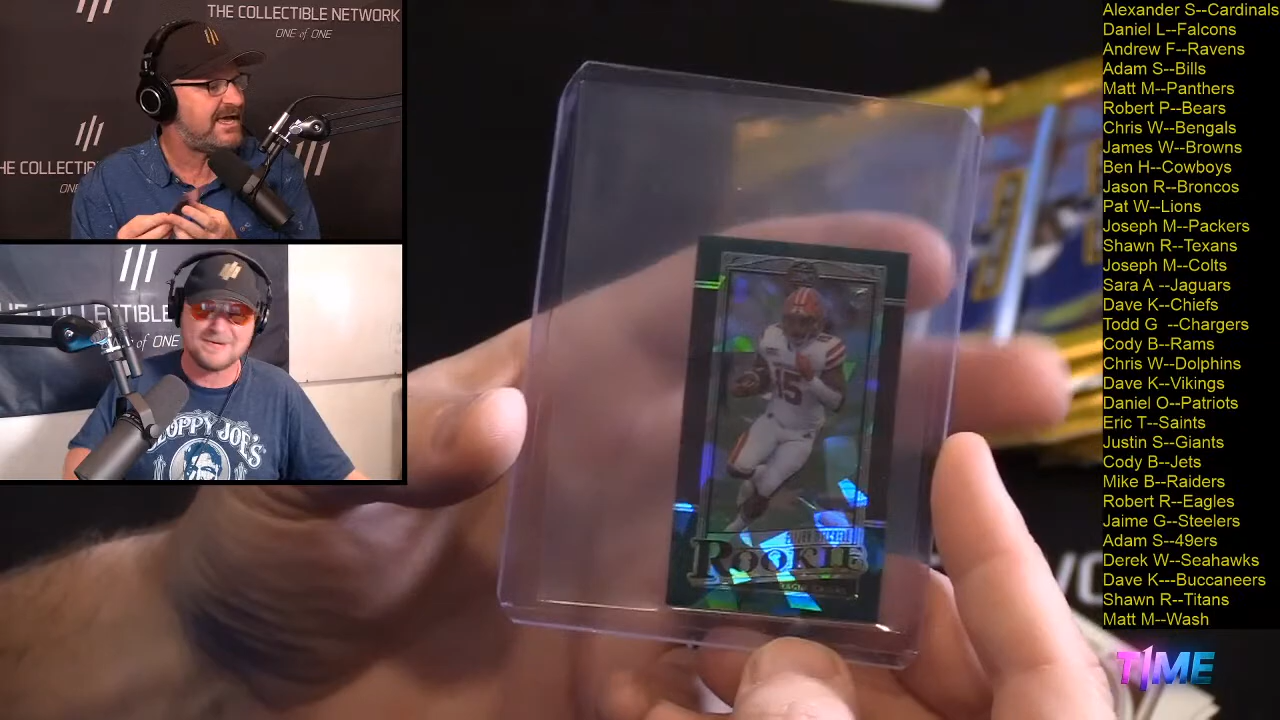 THE COLLECTIBLE NETWORK
ONE of ONE
THE COLLECTIB
ONE
COLLECTIBLE
of ONE
SLOPPY JOE'S
15
ROOKIE
Alexander S--Cardinals
Daniel L--Falcons
Andrew F--Ravens
Adam S--Bills
Matt M--Panthers
Robert P--Bears
Chris W--Bengals
James W--Browns
Ben H--Cowboys
Jason R--Broncos
Pat W--Lions
Joseph M--Packers
Shawn R--Texans
Joseph M--Colts
Sara A --Jaguars
Dave K--Chiefs
Todd G  --Chargers
Cody B--Rams
Chris W--Dolphins
Dave K--Vikings
Daniel O--Patriots
Eric T--Saints
Justin S--Giants
Cody B--Jets
Mike B--Raiders
Robert R--Eagles
Jaime G--Steelers
Adam S--49ers
Derek W--Seahawks
Dave K---Buccaneers
Shawn R--Titans
Matt M--Wash
T1ME